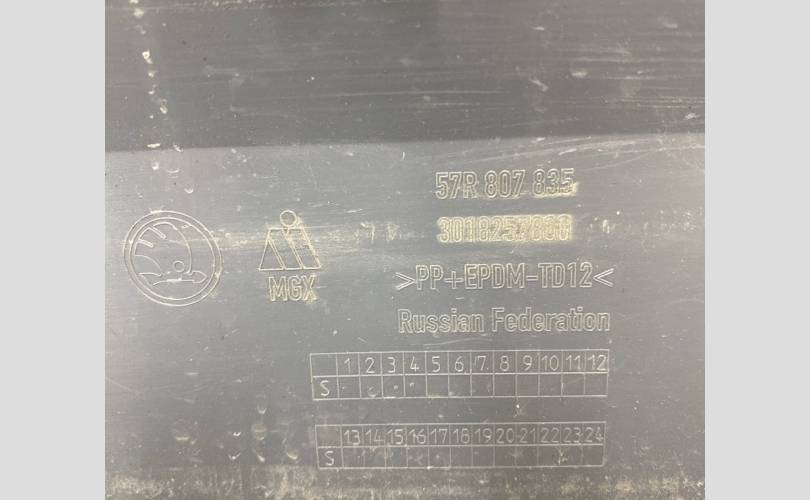 57R 807 835
MGX
>PP+EPDM-TD12<
Russian Federation
1 2 3 4 5 6 7 8 9 10 11 12
S
13 14 15 16 17 18 19 20 21 22 23 24
S